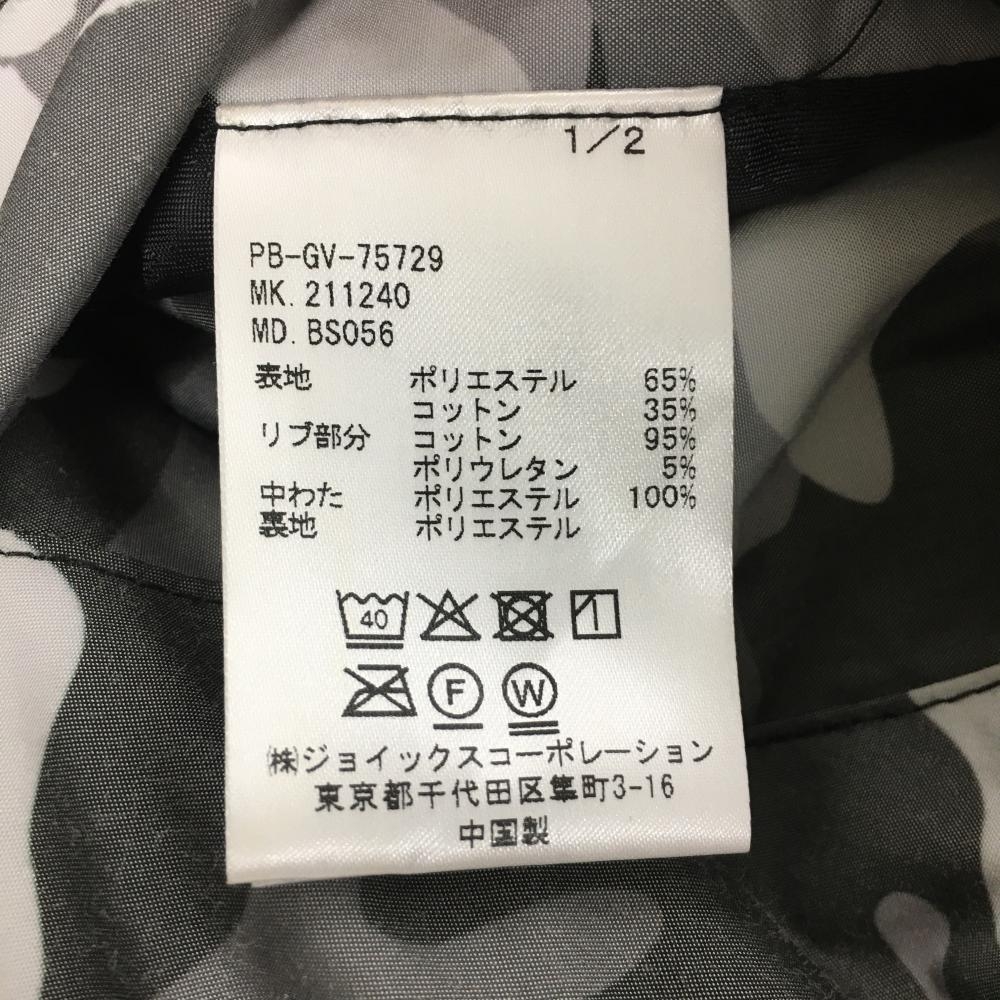 1／2
PB-GV-75729
MK. 211240
MD. BS056
表地 ポリエステル 65%
コットン 35%
リブ部分 コットン 95%
ポリウレタン 5%
中わた ポリエステル 100%
裏地 ポリエステル
40
F W
㈱ジョイックスコーポレーション
東京都千代田区隼町3-16
中国製